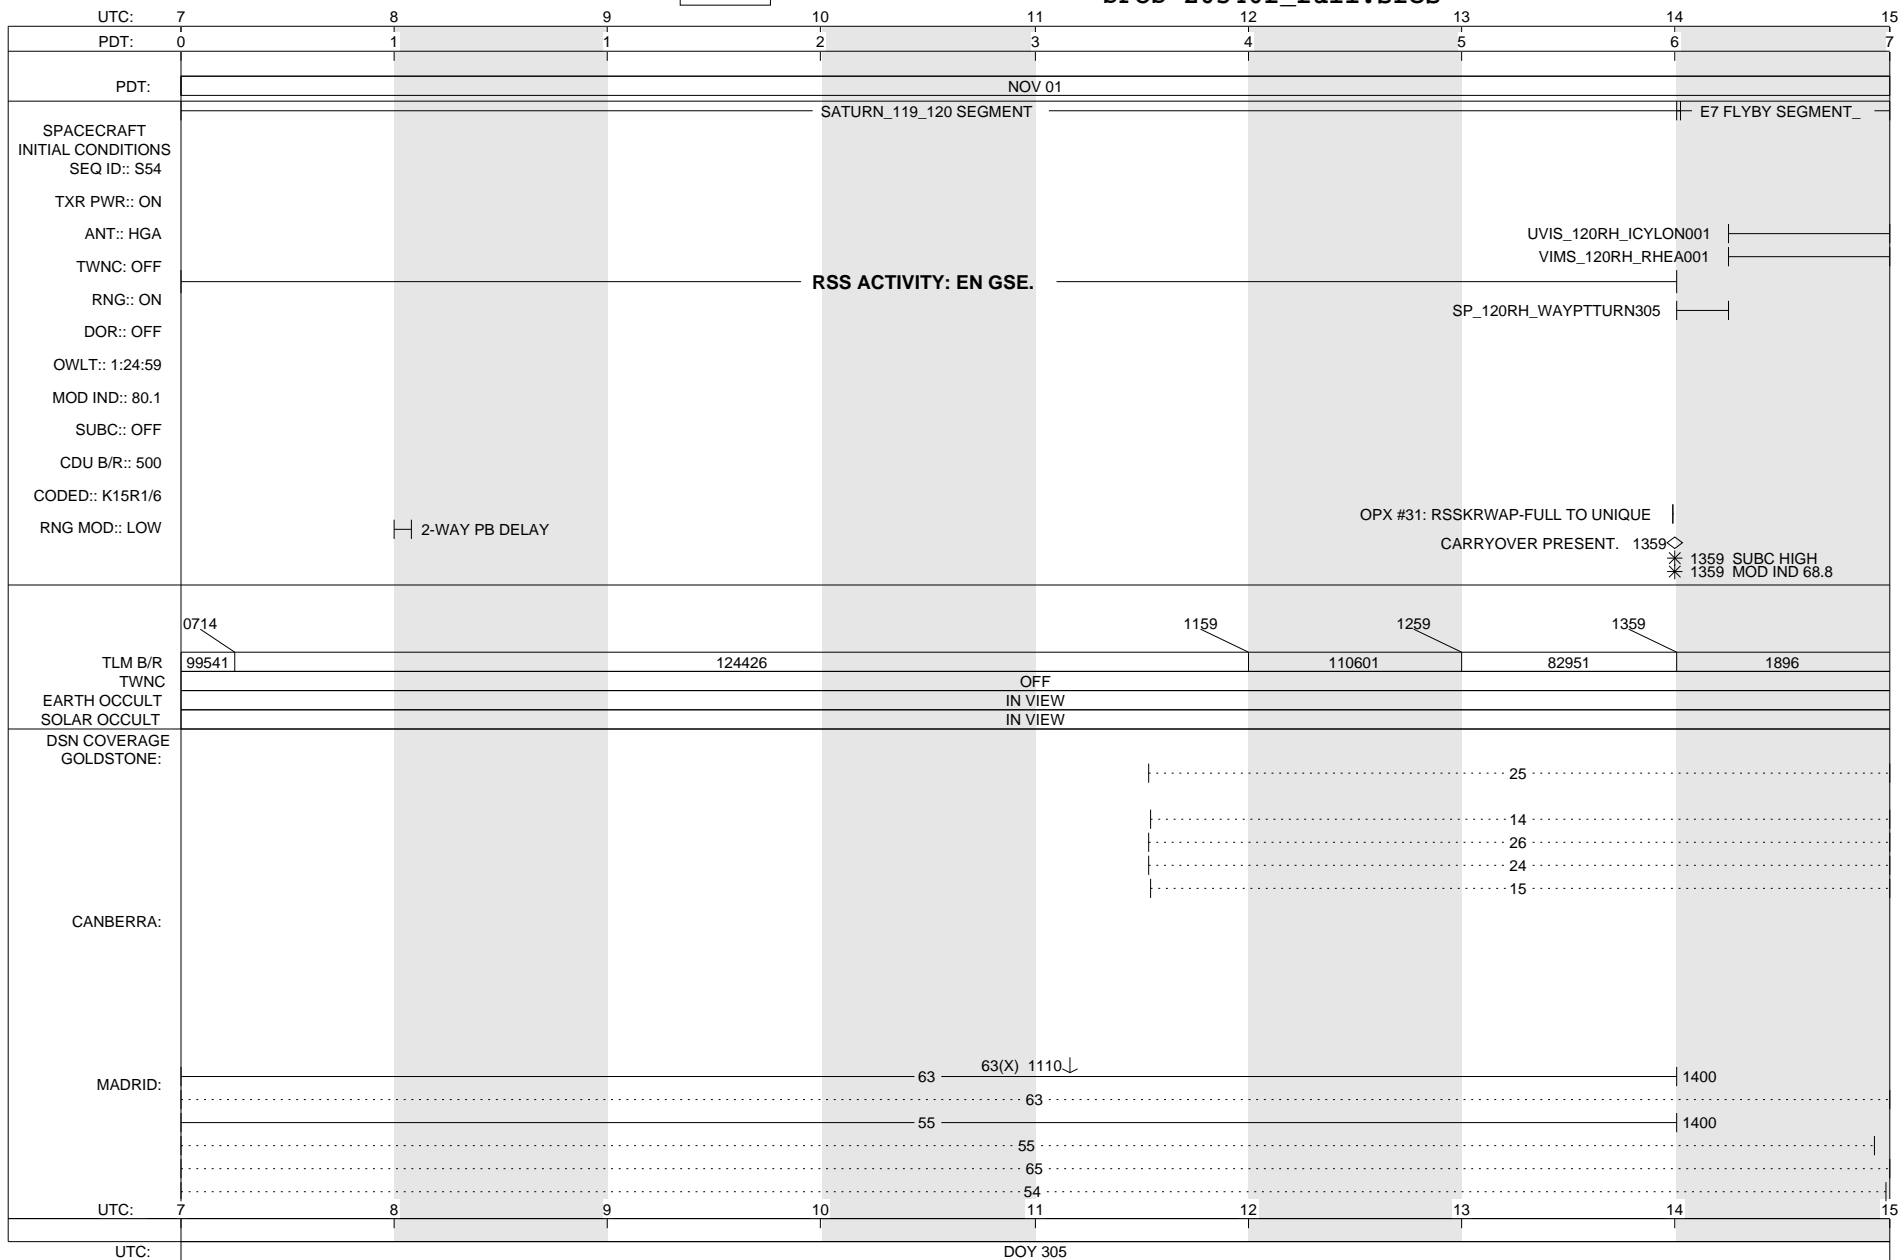 UTC: 7 8 9 10 11 12 13 14 15
PDT: 0 1 1 2 3 4 5 6 7
PDT: NOV 01
SATURN_119_120 SEGMENT E7 FLYBY SEGMENT_
SPACECRAFT
INITIAL CONDITIONS
SEQ ID:: S54
TXR PWR:: ON
ANT:: HGA UVIS_120RH_ICYLON001
VIMS_120RH_RHEA001
TWNC: OFF
RSS ACTIVITY: EN GSE.
RNG:: ON
SP_120RH_WAYPTTURN305
DOR:: OFF
OWLT:: 1:24:59
MOD IND:: 80.1
SUBC:: OFF
CDU B/R:: 500
CODED:: K15R1/6
OPX #31: RSSKRWAP-FULL TO UNIQUE
RNG MOD:: LOW 2-WAY PB DELAY
CARRYOVER PRESENT. 1359
1359 SUBC HIGH
1359 MOD IND 68.8
0714 1159 1259 1359
TLM B/R 99541 124426 110601 82951 1896
TWNC OFF
EARTH OCCULT IN VIEW
SOLAR OCCULT IN VIEW
DSN COVERAGE
GOLDSTONE:
25
14
26
24
15
CANBERRA:
63(X) 1110
MADRID: 63 1400
63
55 1400
55
65
54
UTC: 7 8 9 10 11 12 13 14 15
UTC: DOY 305